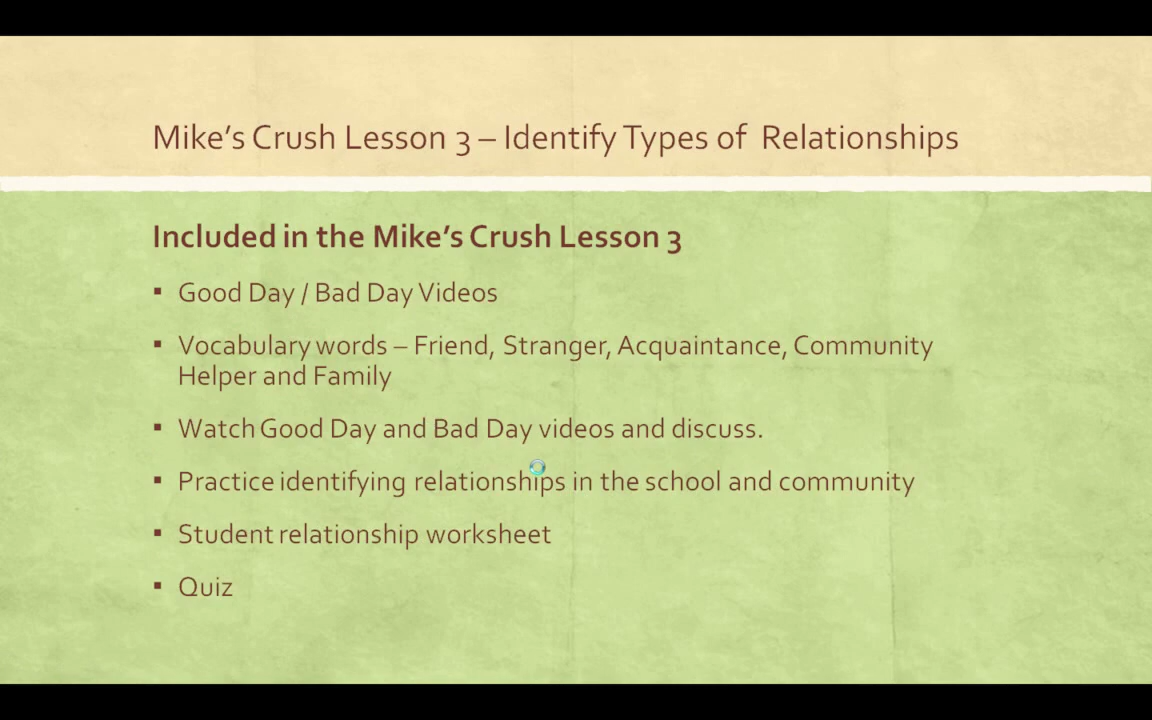 Mike's Crush Lesson 3 – Identify Types of Relationships
Included in the Mike's Crush Lesson 3
▪ Good Day / Bad Day Videos
▪ Vocabulary words – Friend, Stranger, Acquaintance, Community
Helper and Family
▪ Watch Good Day and Bad Day videos and discuss.
▪ Practice identifying relationships in the school and community
▪ Student relationship worksheet
▪ Quiz